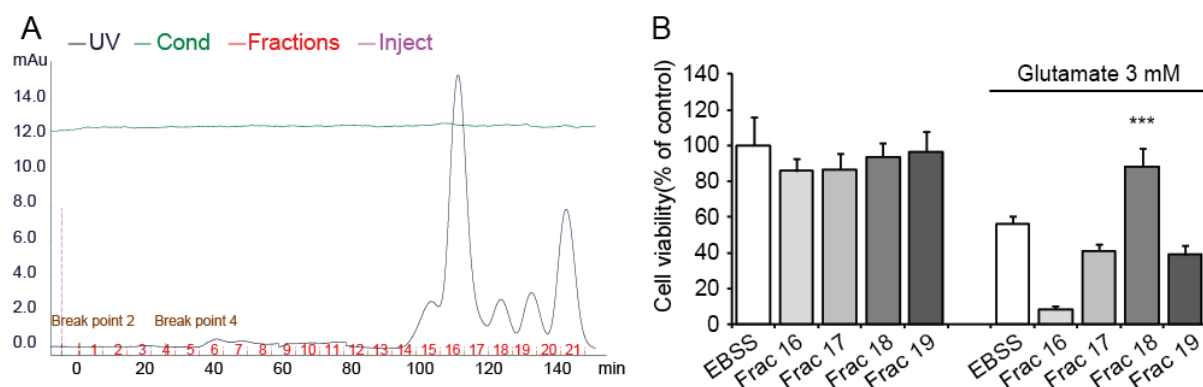 A
—UV —Cond —Fractions —Inject
mAu
14.0
12.0
10.0
8.0
6.0
4.0
2.0
0.0
Break point 2 Break point 4
1 2 3 4 5 6 7 8 9 10 11 12 13 14 15 16 17 18 19 20 21
0 20 40 60 80 100 120 140 min
B
Cell viability(% of control)
140
120
100
80
60
40
20
0
Glutamate 3 mM
***
EBSS Frac 16 Frac 17 Frac 18 Frac 19 EBSS Frac 16 Frac 17 Frac 18 Frac 19